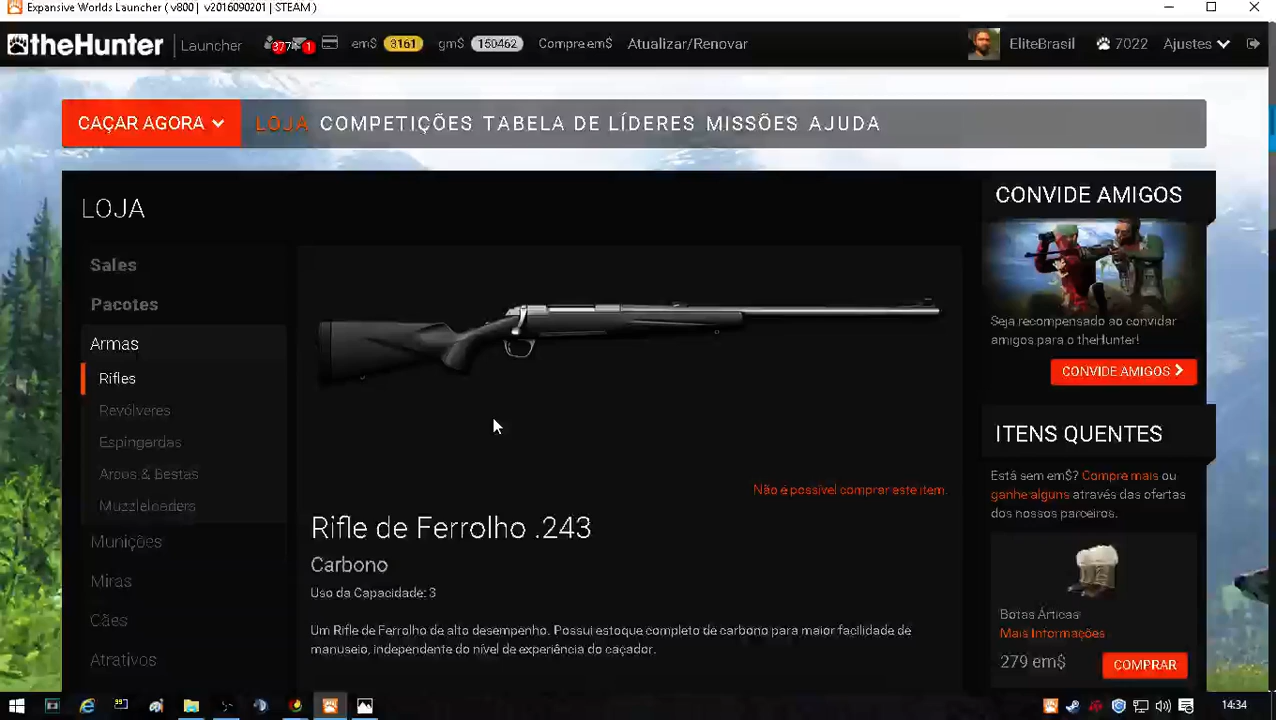 Expansive Worlds Launcher ( v800 | v2016090201 | STEAM )
theHunter Launcher 377 1 em$ 3161 gm$ 150462 Compre em$ Atualizar/Renovar EliteBrasil 7022 Ajustes
CAÇAR AGORA LOJA COMPETIÇÕES TABELA DE LÍDERES MISSÕES AJUDA
LOJA
Sales
Pacotes
Armas
Rifles
Revólveres
Espingardas
Arcos & Bestas
Muzzleloaders
Munições
Miras
Cães
Atrativos
Não é possível comprar este item.
Rifle de Ferrolho .243
Carbono
Uso da Capacidade: 3
Um Rifle de Ferrolho de alto desempenho. Possui estoque completo de carbono para maior facilidade de
manuseio, independente do nível de experiência do caçador.
CONVIDE AMIGOS
Seja recompensado ao convidar
amigos para o theHunter!
CONVIDE AMIGOS
ITENS QUENTES
Está sem em$? Compre mais ou
ganhe alguns através das ofertas
dos nossos parceiros.
Botas Árticas
Mais Informações
279 em$ COMPRAR
14:34